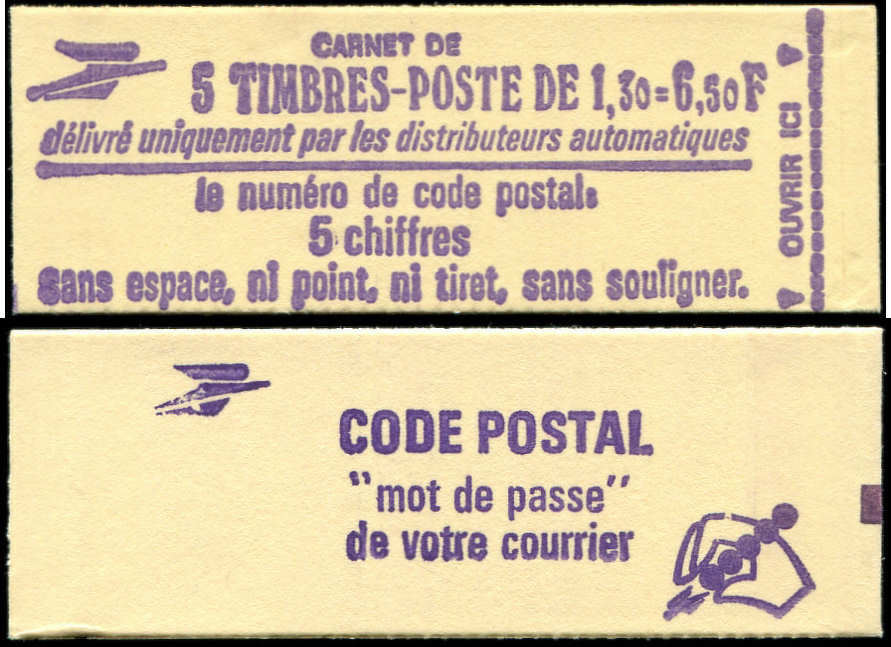 CARNET DE
5 TIMBRES-POSTE DE 1,30=6,50F
délivré uniquement par les distributeurs automatiques
le numéro de code postal:
5 chiffres
sans espace, ni point, ni tiret, sans souligner.
OUVRIR ICI
CODE POSTAL
"mot de passe"
de votre courrier